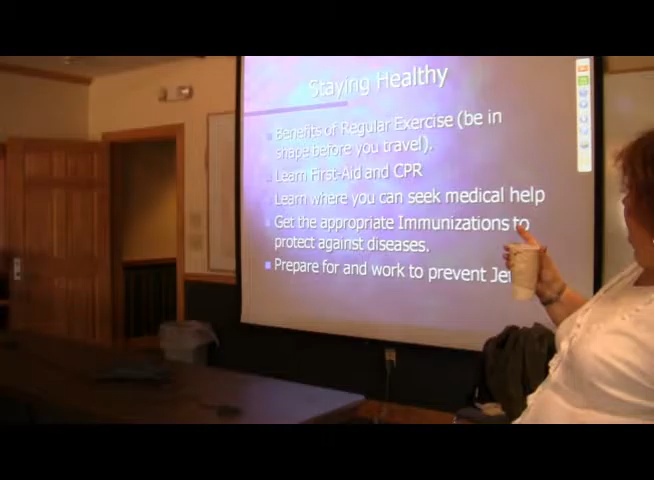 Staying Healthy
Benefits of Regular Exercise (be in
shape before you travel).
Learn First-Aid and CPR
Learn where you can seek medical help
Get the appropriate Immunizations to
protect against diseases.
Prepare for and work to prevent